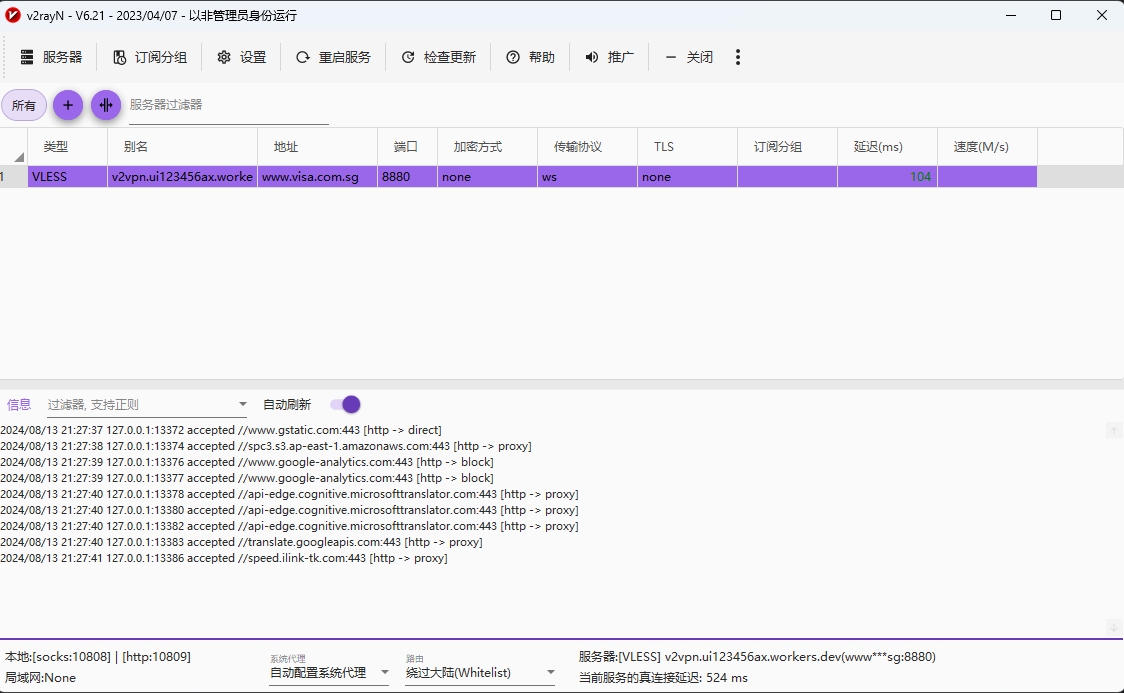 v2rayN - V6.21 - 2023/04/07 - 以非管理员身份运行
服务器 订阅分组 设置 重启服务 检查更新 帮助 推广 关闭
所有 服务器过滤器
类型 别名 地址 端口 加密方式 传输协议 TLS 订阅分组 延迟(ms) 速度(M/s)
1 VLESS v2vpn.ui123456ax.worke www.visa.com.sg 8880 none ws none 104
信息 过滤器, 支持正则 自动刷新
2024/08/13 21:27:37 127.0.0.1:13372 accepted //www.gstatic.com:443 [http -> direct]
2024/08/13 21:27:38 127.0.0.1:13374 accepted //spc3.s3.ap-east-1.amazonaws.com:443 [http -> proxy]
2024/08/13 21:27:39 127.0.0.1:13376 accepted //www.google-analytics.com:443 [http -> block]
2024/08/13 21:27:39 127.0.0.1:13377 accepted //www.google-analytics.com:443 [http -> block]
2024/08/13 21:27:40 127.0.0.1:13378 accepted //api-edge.cognitive.microsofttranslator.com:443 [http -> proxy]
2024/08/13 21:27:40 127.0.0.1:13380 accepted //api-edge.cognitive.microsofttranslator.com:443 [http -> proxy]
2024/08/13 21:27:40 127.0.0.1:13382 accepted //api-edge.cognitive.microsofttranslator.com:443 [http -> proxy]
2024/08/13 21:27:40 127.0.0.1:13383 accepted //translate.googleapis.com:443 [http -> proxy]
2024/08/13 21:27:41 127.0.0.1:13386 accepted //speed.ilink-tk.com:443 [http -> proxy]
本地:[socks:10808] | [http:10809]
局域网:None
系统代理
自动配置系统代理
路由
绕过大陆(Whitelist)
服务器:[VLESS] v2vpn.ui123456ax.workers.dev(www***sg:8880)
当前服务的真连接延迟: 524 ms